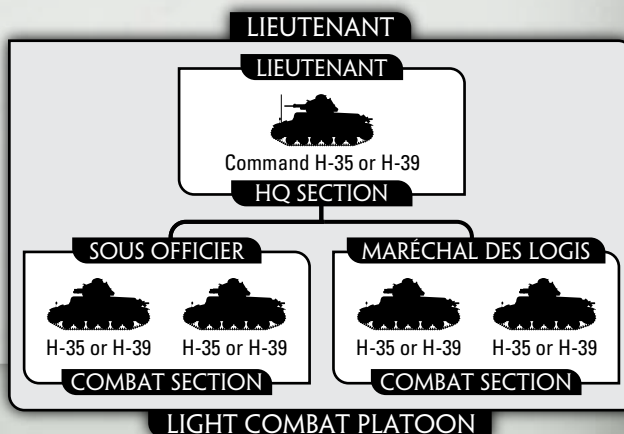 LIEUTENANT
LIEUTENANT
Command H-35 or H-39
HQ SECTION
SOUS OFFICIER
H-35 or H-39 H-35 or H-39
COMBAT SECTION
MARÉCHAL DES LOGIS
H-35 or H-39 H-35 or H-39
COMBAT SECTION
LIGHT COMBAT PLATOON